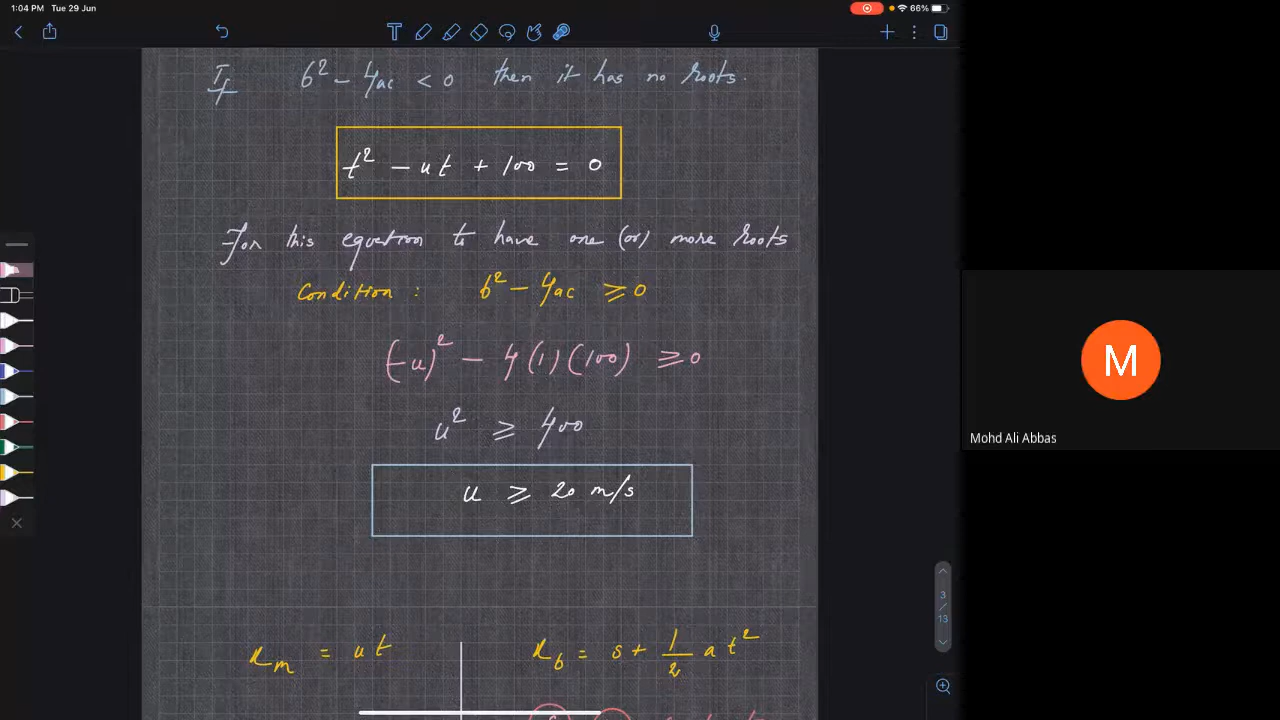 1:04 PM Tue 29 Jun
66%
If b² − 4ac < 0 then it has no roots.
t² − ut + 100 = 0
For this equation to have one (or) more roots
Condition : b² − 4ac ⩾ 0
(−u)² − 4(1)(100) ⩾ 0
u² ⩾ 400
u ⩾ 20 m/s
x_m = ut
x_b = s + 1/2 a t²
3
/
13
M
Mohd Ali Abbas